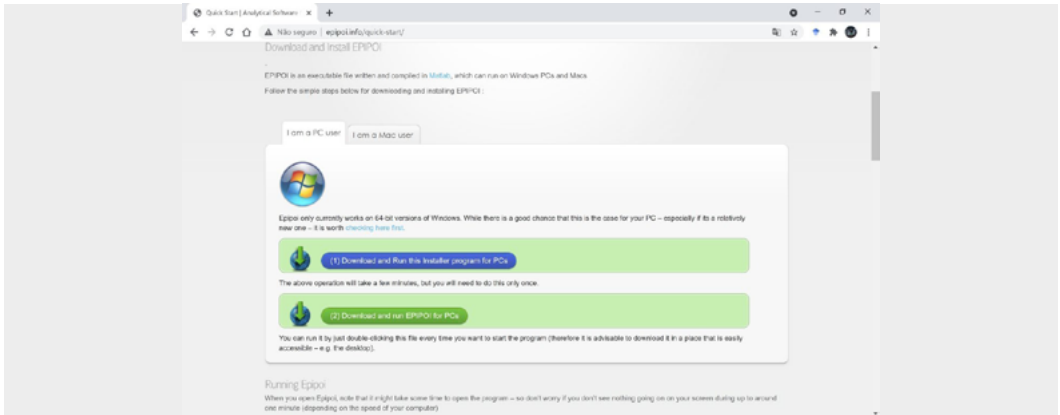 Quick Start | Analytical Software
Não seguro | epipoi.info/quick-start/
Download and Install EPIPOI
EPIPOI is an executable file written and compiled in Matlab, which can run on Windows PCs and Macs
Follow the simple steps below for downloading and installing EPIPOI :
I am a PC user
I am a Mac user
Epipoi only currently works on 64-bit versions of Windows. While there is a good chance that this is the case for your PC – especially if its a relatively
new one – it is worth checking here first.
(1) Download and Run this Installer program for PCs
The above operation will take a few minutes, but you will need to do this only once.
(2) Download and run EPIPOI for PCs
You can run it by just double-clicking this file every time you want to start the program (therefore it is advisable to download it in a place that is easily
accessible – e.g. the desktop).
Running Epipoi
When you open Epipoi, note that it might take some time to open the program – so don't worry if you don't see nothing going on on your screen during up to around
one minute (depending on the speed of your computer)